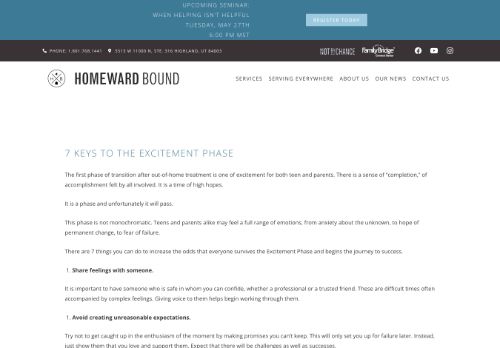 UPCOMING SEMINAR:
WHEN HELPING ISN'T HELPFUL
TUESDAY, MAY 27TH
6:00 PM MST
REGISTER TODAY
PHONE: 1.801.768.1441
5513 W 11000 N, STE. 316 HIGHLAND, UT 84003
NOT BY CHANCE
FamilyBridge
HOMEWARD BOUND
SERVICES SERVING EVERYWHERE ABOUT US OUR NEWS CONTACT US
7 KEYS TO THE EXCITEMENT PHASE
The first phase of transition after out-of-home treatment is one of excitement for both teen and parents. There is a sense of "completion," of
accomplishment felt by all involved. It is a time of high hopes.
It is a phase and unfortunately it will pass.
This phase is not monochromatic. Teens and parents alike may feel a full range of emotions, from anxiety about the unknown, to hope of
permanent change, to fear of failure.
There are 7 things you can do to increase the odds that everyone survives the Excitement Phase and begins the journey to success.
1. Share feelings with someone.
It is important to have someone who is safe in whom you can confide, whether a professional or a trusted friend. These are difficult times often
accompanied by complex feelings. Giving voice to them helps begin working through them.
1. Avoid creating unreasonable expectations.
Try not to get caught up in the enthusiasm of the moment by making promises you can't keep. This will only set you up for failure later. Instead,
just show them that you love and support them. Expect that there will be challenges as well as successes.